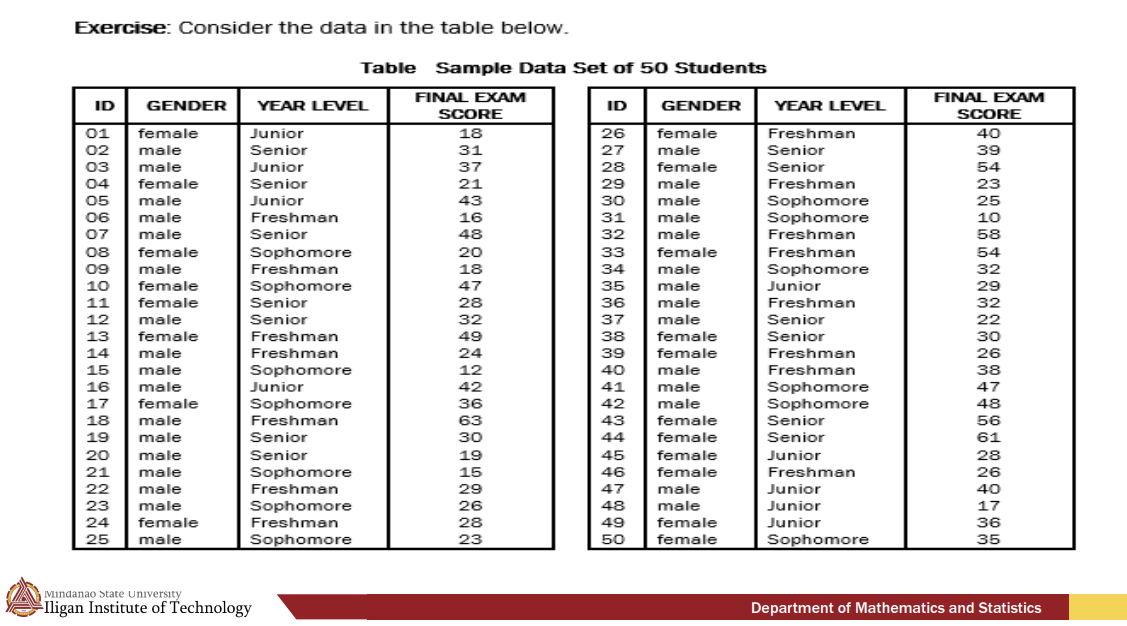 Exercise: Consider the data in the table below.
Table Sample Data Set of 50 Students
ID GENDER YEAR LEVEL FINAL EXAM SCORE ID GENDER YEAR LEVEL FINAL EXAM SCORE
01 female Junior 18 26 female Freshman 40
02 male Senior 31 27 male Senior 39
03 male Junior 37 28 female Senior 54
04 female Senior 21 29 male Freshman 23
05 male Junior 43 30 male Sophomore 25
06 male Freshman 16 31 male Sophomore 10
07 male Senior 48 32 male Freshman 58
08 female Sophomore 20 33 female Freshman 54
09 male Freshman 18 34 male Sophomore 32
10 female Sophomore 47 35 male Junior 29
11 female Senior 28 36 male Freshman 32
12 male Senior 32 37 male Senior 22
13 female Freshman 49 38 female Senior 30
14 male Freshman 24 39 female Freshman 26
15 male Sophomore 12 40 male Freshman 38
16 male Junior 42 41 male Sophomore 47
17 female Sophomore 36 42 male Sophomore 48
18 male Freshman 63 43 female Senior 56
19 male Senior 30 44 female Senior 61
20 male Senior 19 45 female Junior 28
21 male Sophomore 15 46 female Freshman 26
22 male Freshman 29 47 male Junior 40
23 male Sophomore 26 48 male Junior 17
24 female Freshman 28 49 female Junior 36
25 male Sophomore 23 50 female Sophomore 35
Mindanao State University
Iligan Institute of Technology
Department of Mathematics and Statistics